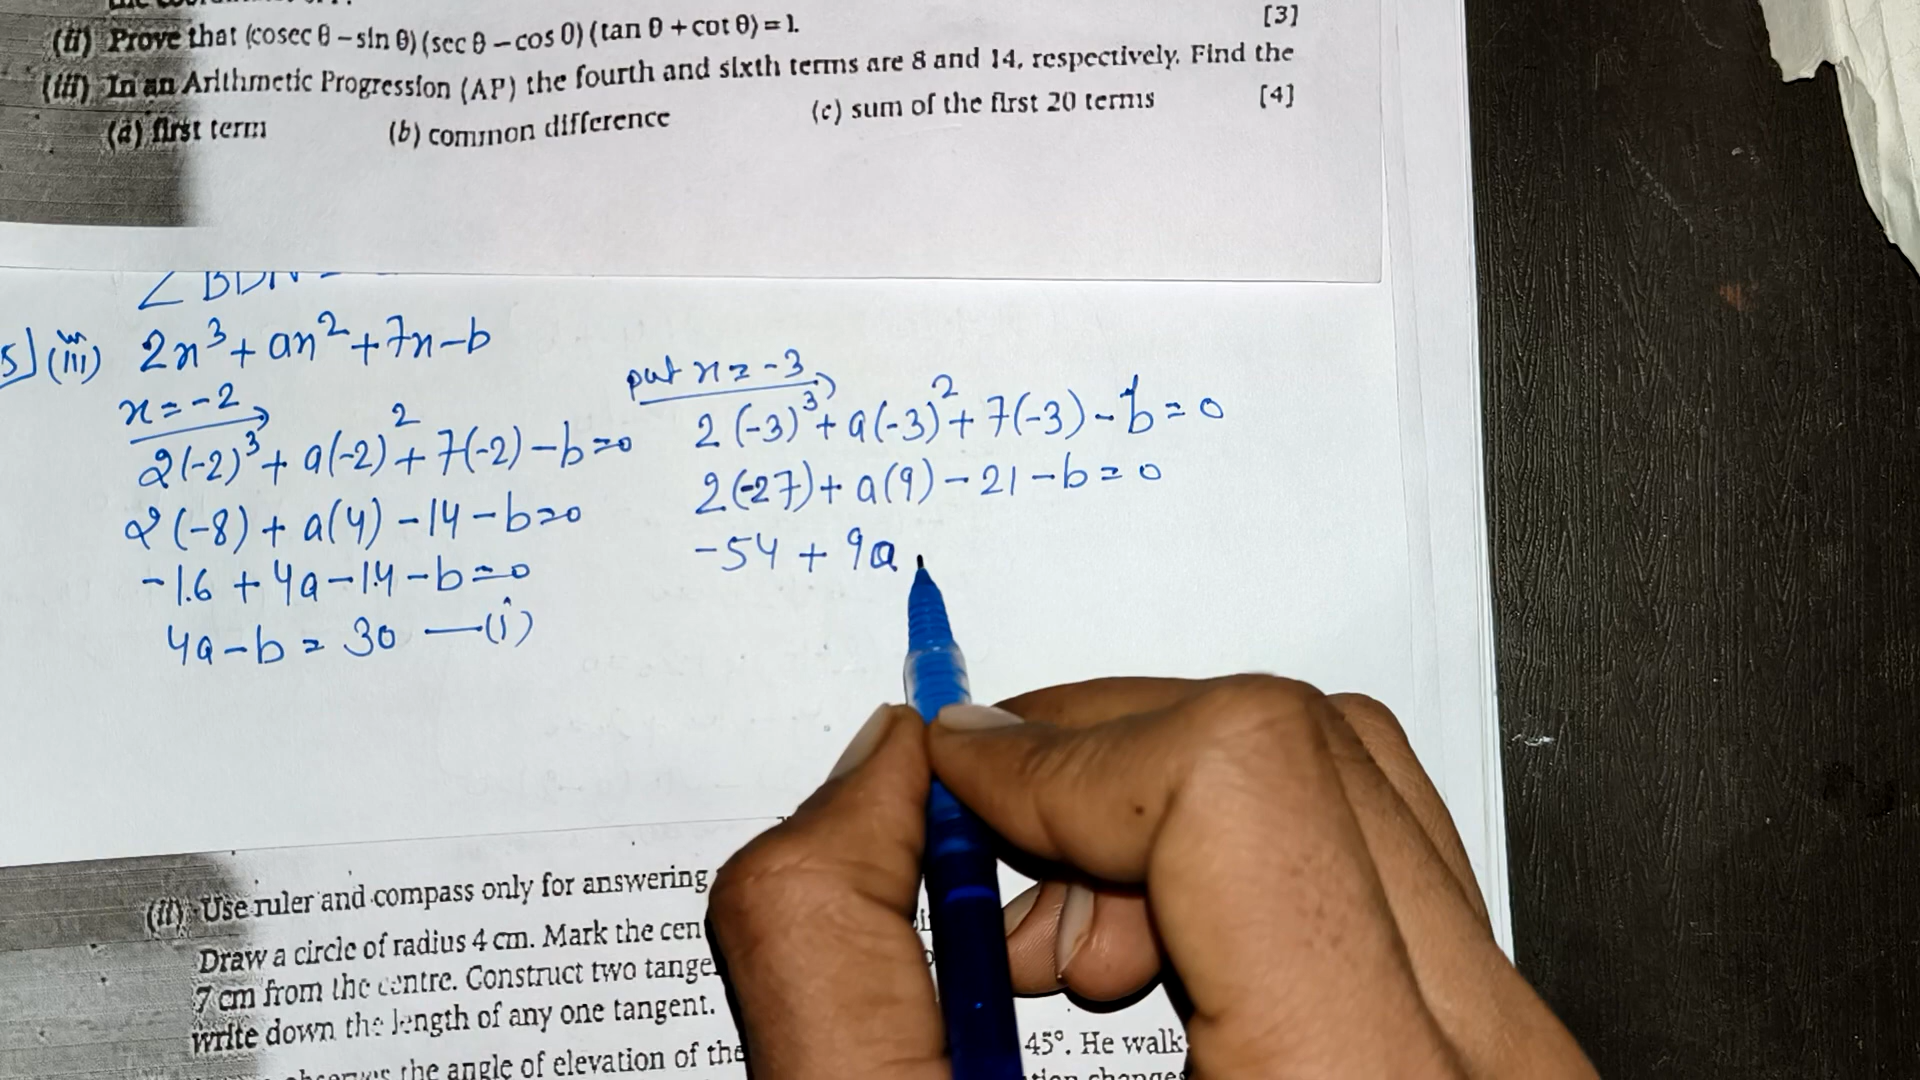 (ii) Prove that (cosec θ – sin θ) (sec θ – cos θ) (tan θ + cot θ) = 1. [3]
(iii) In an Arithmetic Progression (AP) the fourth and sixth terms are 8 and 14, respectively. Find the
(a) first term (b) common difference (c) sum of the first 20 terms [4]
5] (iii) 2x³ + ax² + 7x – b
x = -2
2(-2)³ + a(-2)² + 7(-2) – b = 0
2(-8) + a(4) – 14 – b = 0
-16 + 4a – 14 – b = 0
4a – b = 30 —(i)
put x = -3
2(-3)³ + a(-3)² + 7(-3) – b = 0
2(-27) + a(9) – 21 – b = 0
-54 + 9a
(ii) Use ruler and compass only for answering
Draw a circle of radius 4 cm. Mark the
7 cm from the centre. Construct two
write down the length of any one tangent.
the angle of elevation of the 45°. He walk